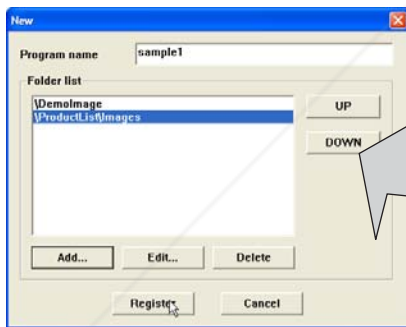 New
Program name sample1
Folder list
\DemoImage
\ProductList\Images
UP
DOWN
Add... Edit... Delete
Register Cancel